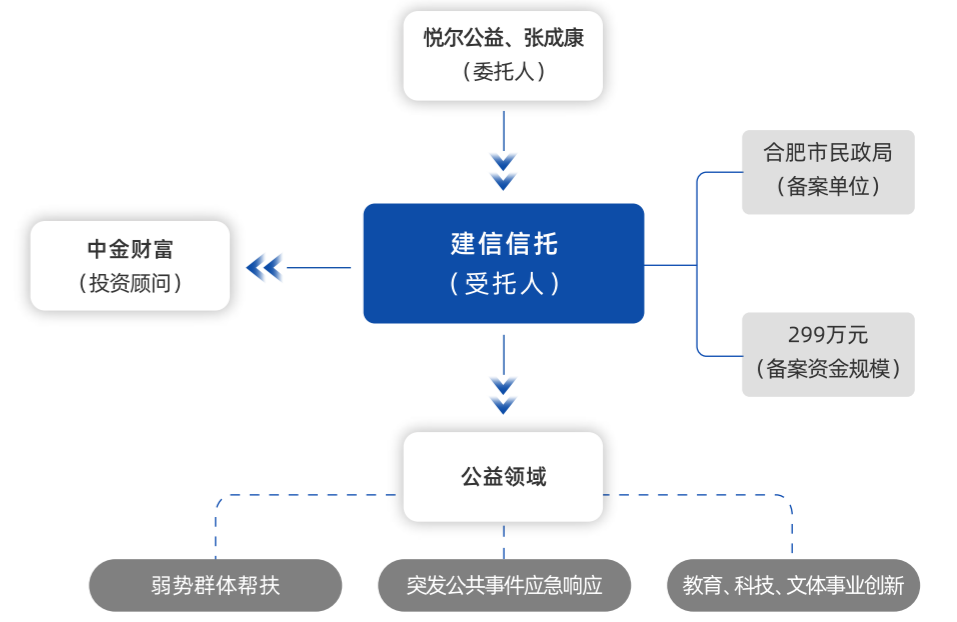 悦尔公益、张成康
（委托人）
合肥市民政局
（备案单位）
建信信托
（受托人）
中金财富
（投资顾问）
299万元
（备案资金规模）
公益领域
弱势群体帮扶
突发公共事件应急响应
教育、科技、文体事业创新